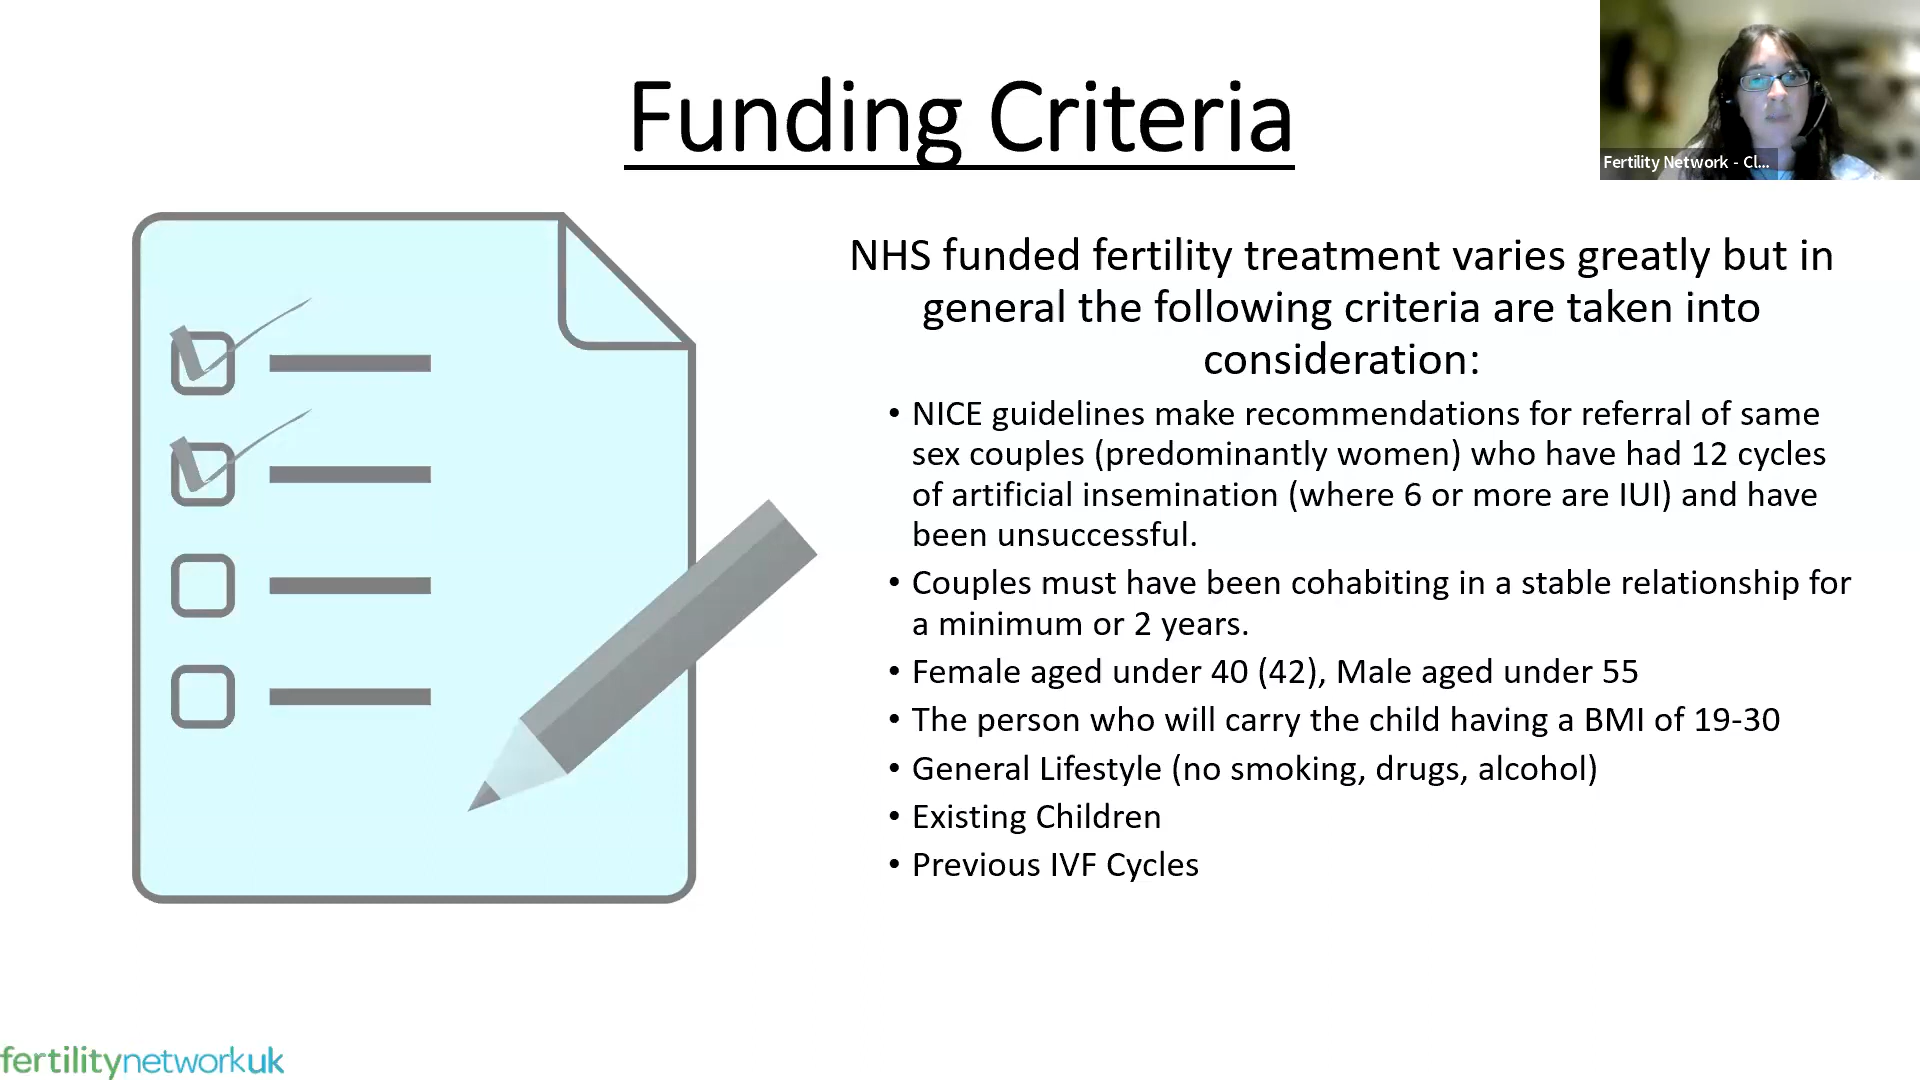 Funding Criteria
Fertility Network - Cl...
NHS funded fertility treatment varies greatly but in
general the following criteria are taken into
consideration:
• NICE guidelines make recommendations for referral of same
sex couples (predominantly women) who have had 12 cycles
of artificial insemination (where 6 or more are IUI) and have
been unsuccessful.
• Couples must have been cohabiting in a stable relationship for
a minimum or 2 years.
• Female aged under 40 (42), Male aged under 55
• The person who will carry the child having a BMI of 19-30
• General Lifestyle (no smoking, drugs, alcohol)
• Existing Children
• Previous IVF Cycles
fertilitynetworkuk